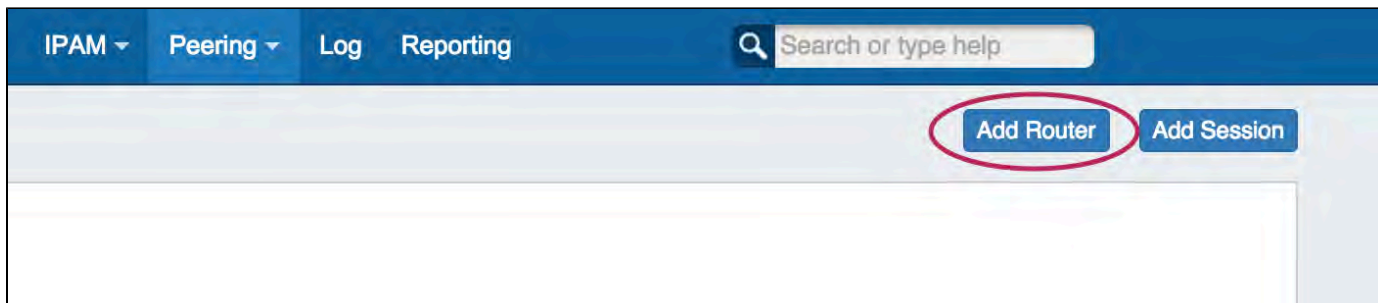 IPAM Peering Log Reporting Search or type help
Add Router Add Session